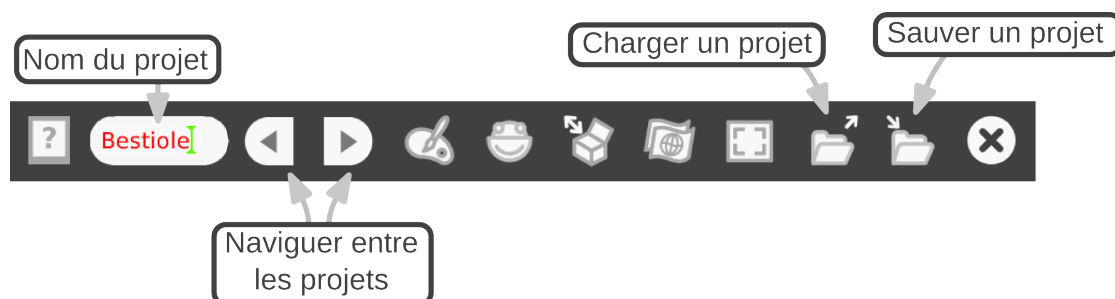 Nom du projet
Charger un projet
Sauver un projet
?
Bestiole
Naviguer entre
les projets